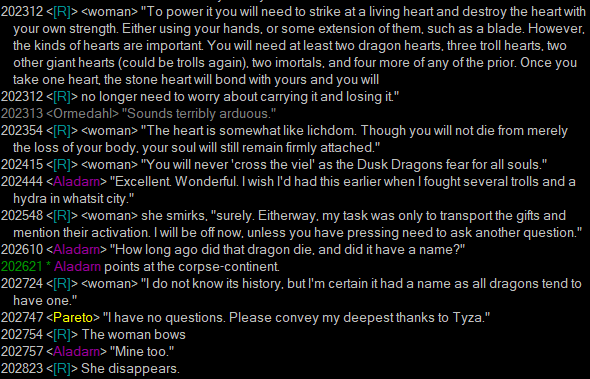 202312 <[R]> <woman> "To power it you will need to strike at a living heart and destroy the heart with
your own strength. Either using your hands, or some extension of them, such as a blade. However,
the kinds of hearts are important. You will need at least two dragon hearts, three troll hearts, two
other giant hearts (could be trolls again), two imortals, and four more of any of the prior. Once you
take one heart, the stone heart will bond with yours and you will
202312 <[R]> no longer need to worry about carrying it and losing it."
202313 <Ormedahl> "Sounds terribly arduous."
202354 <[R]> <woman> "The heart is somewhat like lichdom. Though you will not die from merely
the loss of your body, your soul will still remain firmly attached."
202415 <[R]> <woman> "You will never 'cross the viel' as the Dusk Dragons fear for all souls."
202444 <Aladam> "Excellent. Wonderful. I wish I'd had this earlier when I fought several trolls and a
hydra in whatsit city."
202548 <[R]> <woman> she smirks, "surely. Eitherway, my task was only to transport the gifts and
mention their activation. I will be off now, unless you have pressing need to ask another question."
202610 <Aladam> "How long ago did that dragon die, and did it have a name?"
202621 * Aladam points at the corpse-continent.
202724 <[R]> <woman> "I do not know its history, but I'm certain it had a name as all dragons tend to
have one."
202747 <Pareto> "I have no questions. Please convey my deepest thanks to Tyza."
202754 <[R]> The woman bows
202757 <Aladam> "Mine too."
202823 <[R]> She disappears.